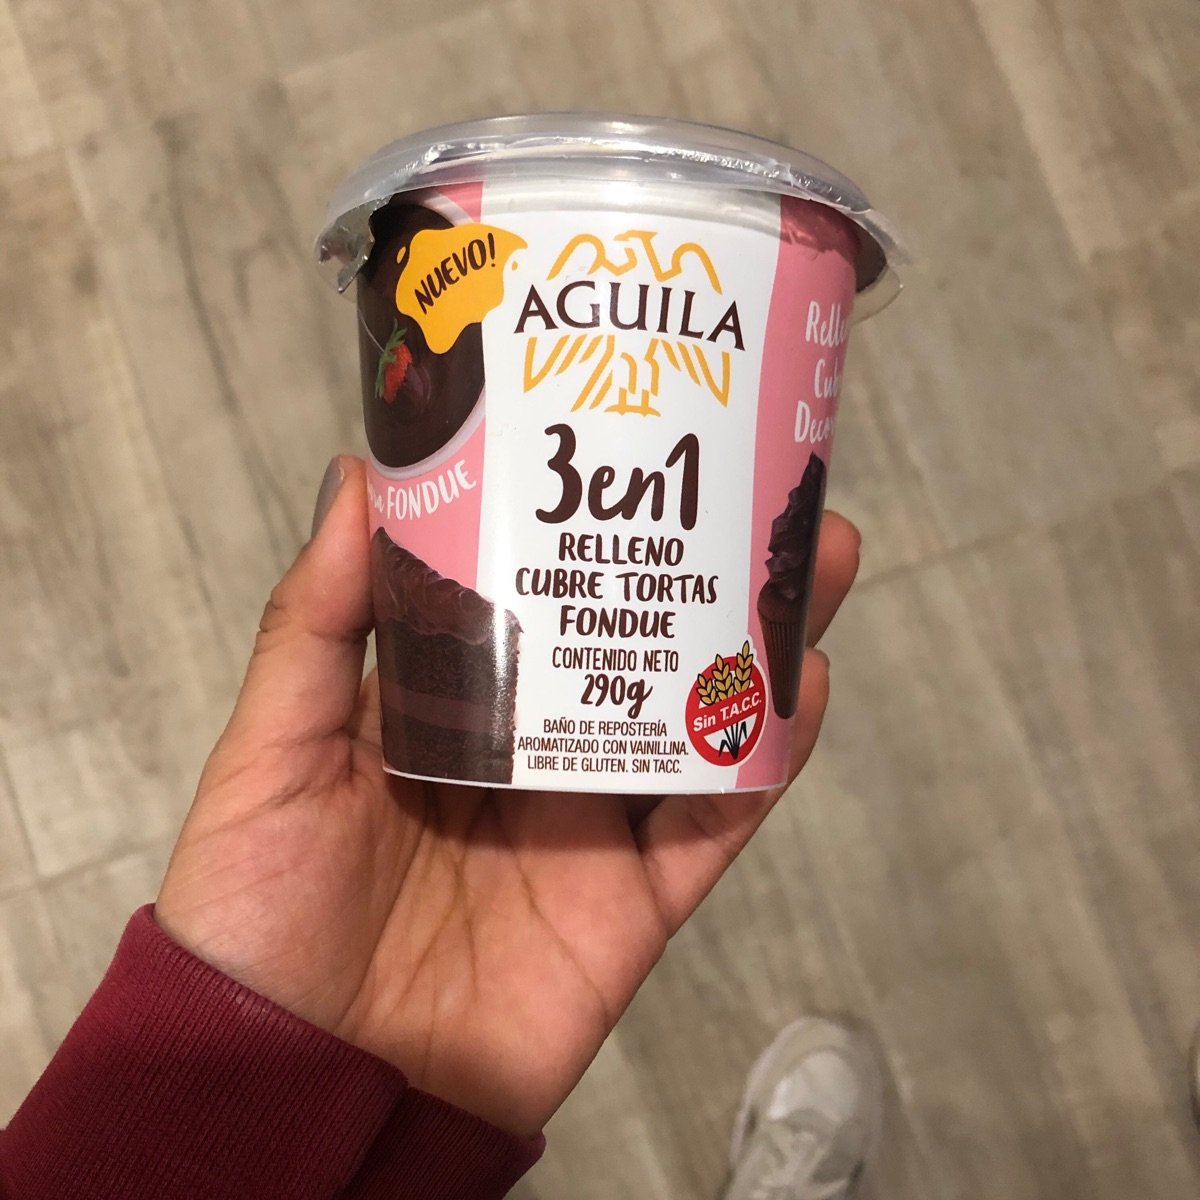 NUEVO!
AGUILA
3en1
RELLENO
CUBRE TORTAS
FONDUE
CONTENIDO NETO
290g
BAÑO DE REPOSTERÍA
AROMATIZADO CON VAINILLINA.
LIBRE DE GLUTEN. SIN TACC.
Sin T.A.C.C.
FONDUE